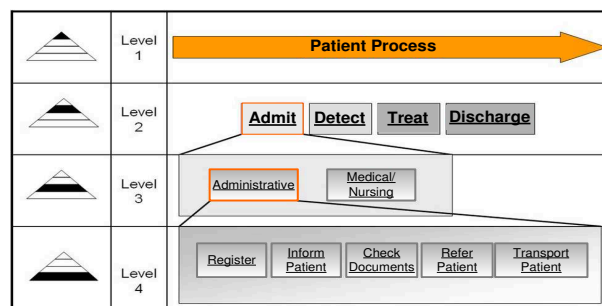 Level
1
Patient Process
Level
2
Admit
Detect
Treat
Discharge
Level
3
Administrative
Medical/
Nursing
Level
4
Register
Inform
Patient
Check
Documents
Refer
Patient
Transport
Patient